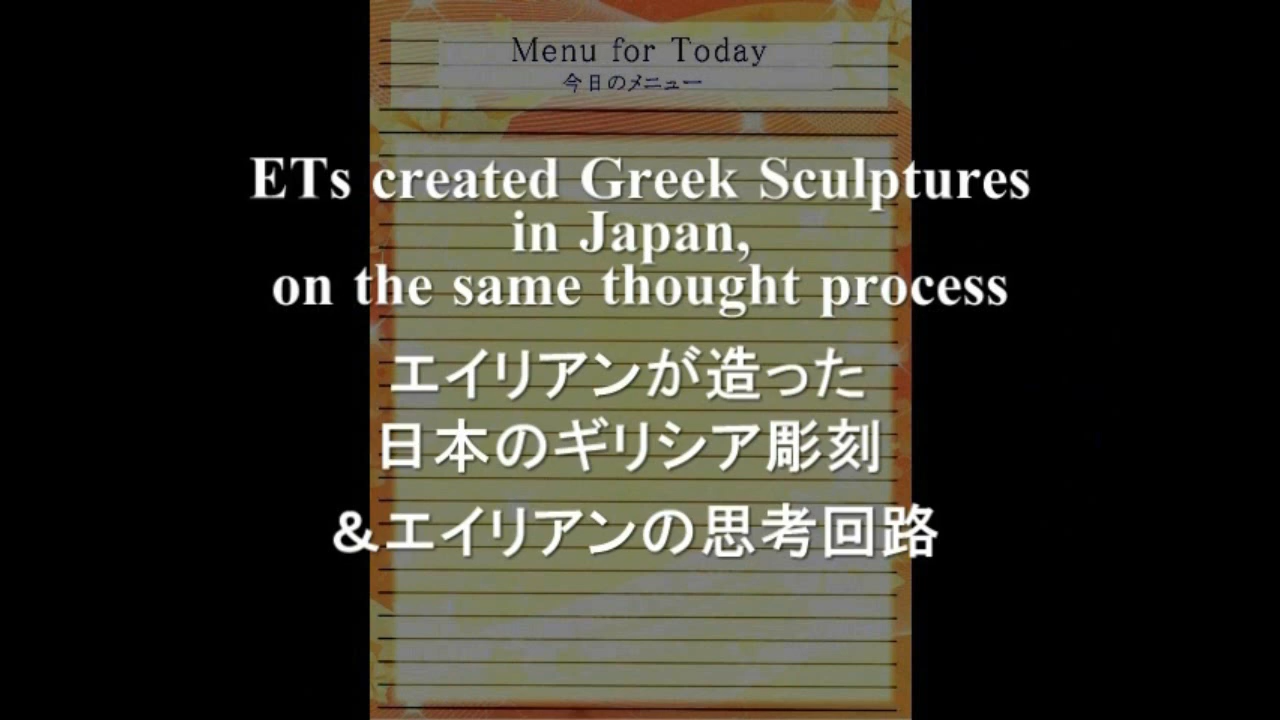 Menu for Today
今日のメニュー
ETs created Greek Sculptures
in Japan,
on the same thought process
エイリアンが造った
日本のギリシア彫刻
＆エイリアンの思考回路